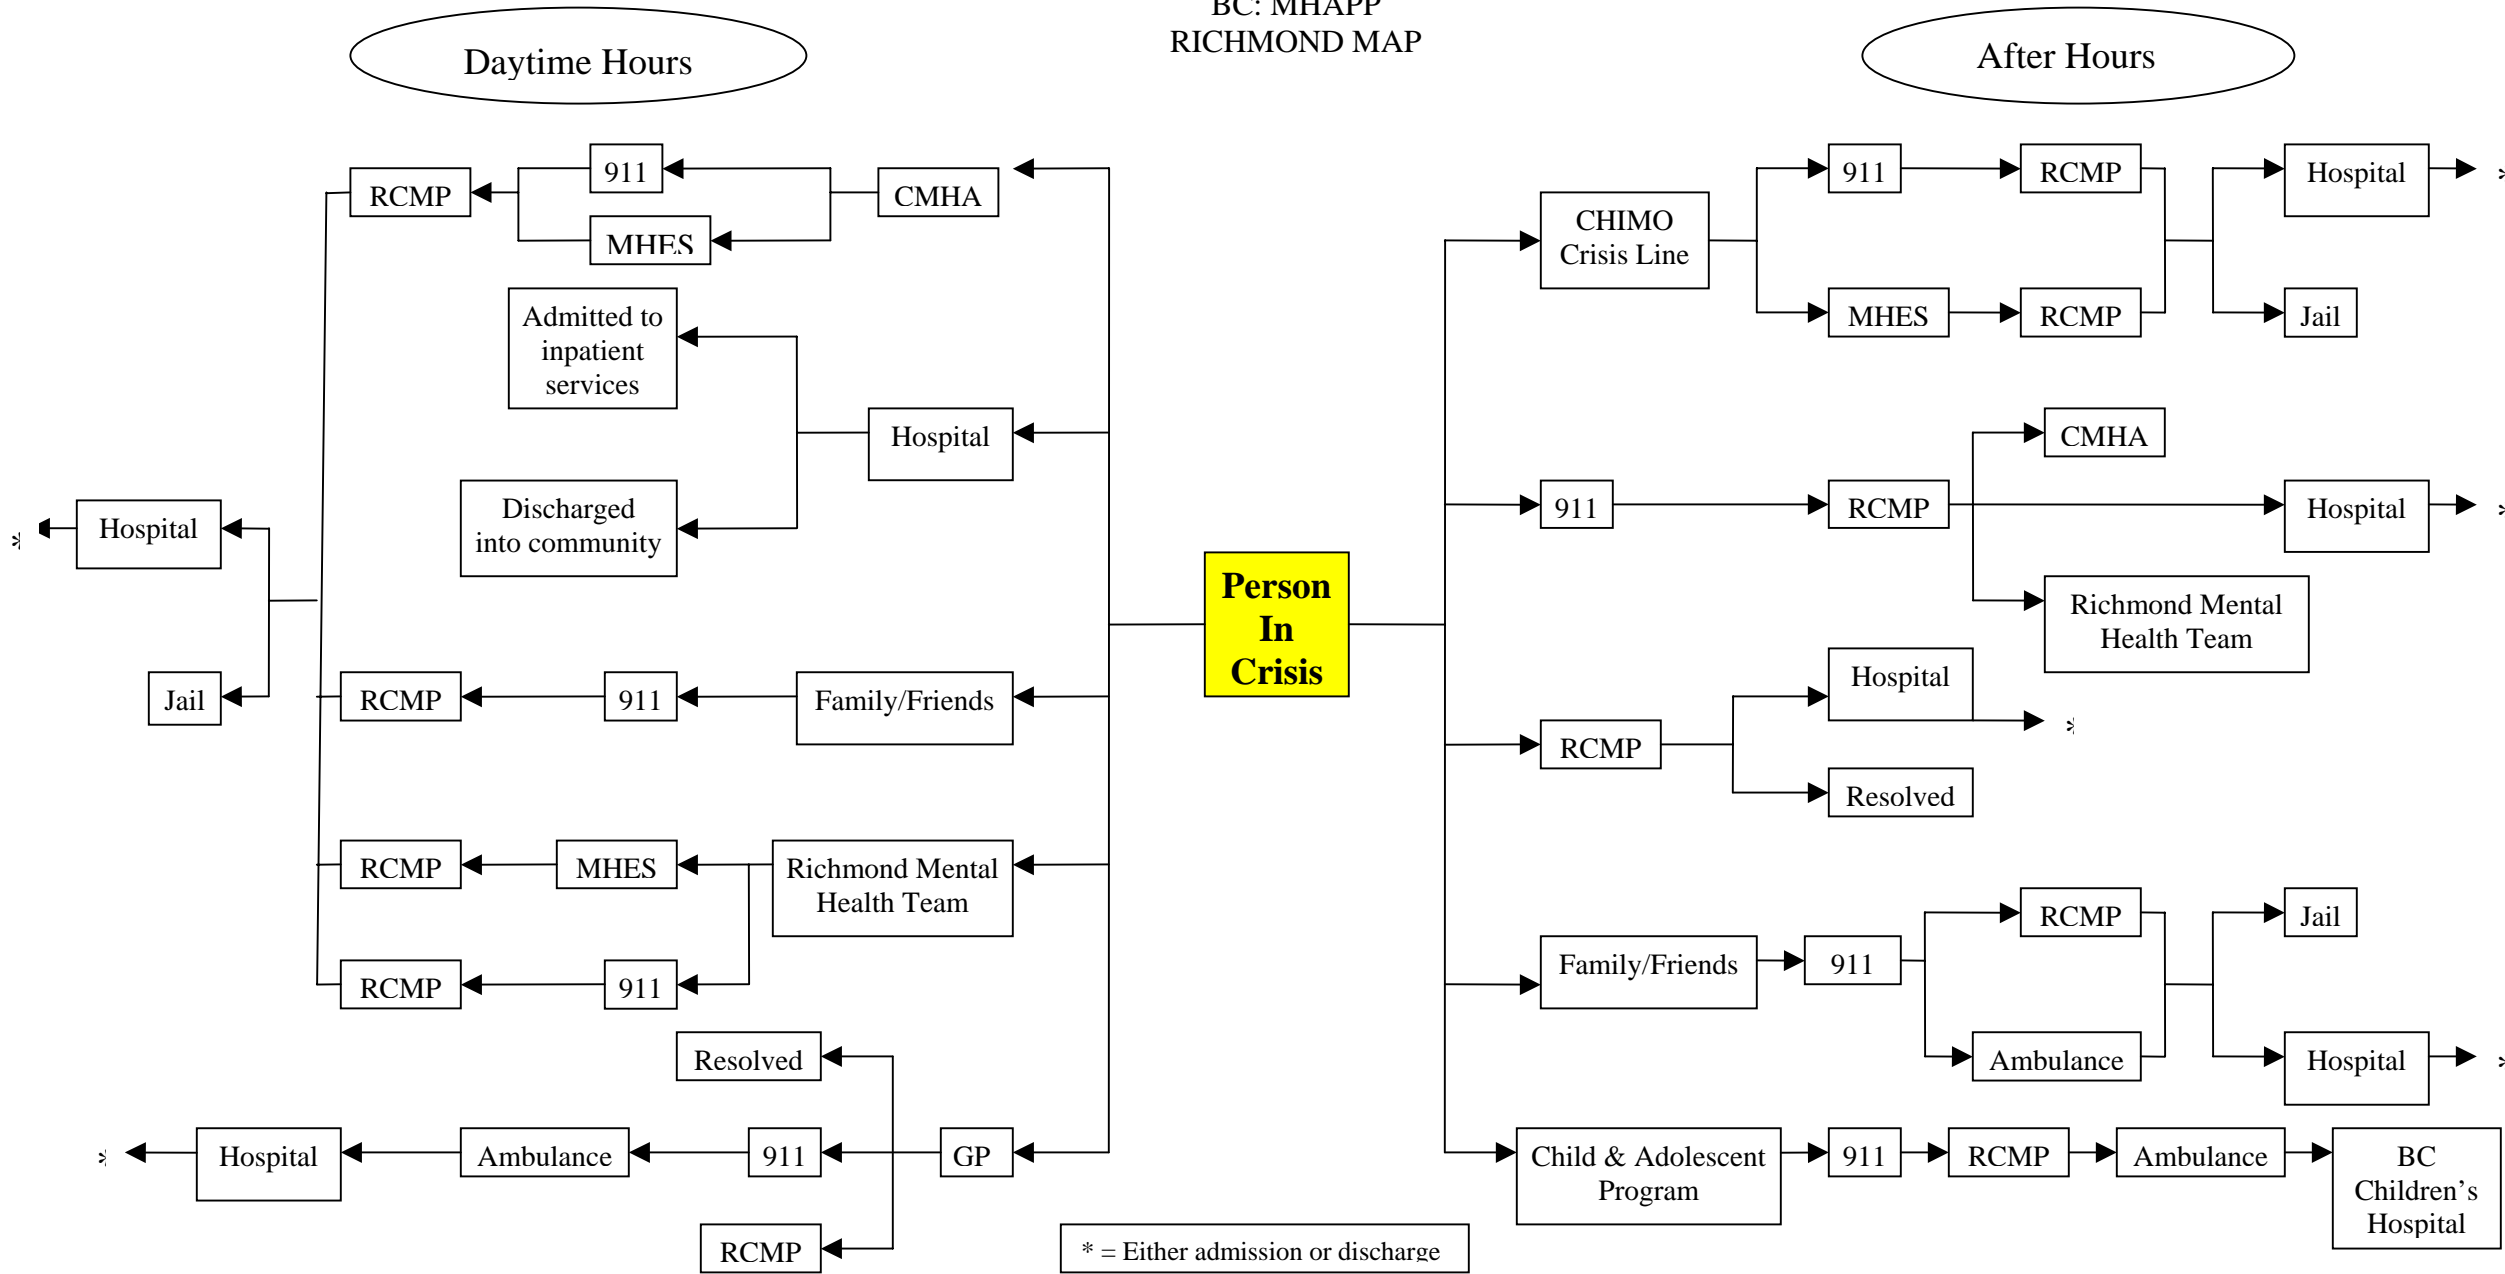 BC: MHAPP
RICHMOND MAP
Daytime Hours
After Hours
RCMP
911
MHES
CMHA
Admitted to
inpatient
services
Hospital
Discharged
into community
* Hospital
Jail
RCMP
911
Family/Friends
RCMP
MHES
Richmond Mental
Health Team
RCMP
911
Resolved
* Hospital
Ambulance
911
GP
RCMP
Person
In
Crisis
CHIMO
Crisis Line
911
RCMP
Hospital *
MHES
RCMP
Jail
911
RCMP
CMHA
Hospital *
Richmond Mental
Health Team
RCMP
Hospital
*
Resolved
Family/Friends
911
RCMP
Jail
Ambulance
Hospital *
Child & Adolescent
Program
911
RCMP
Ambulance
BC
Children’s
Hospital
* = Either admission or discharge